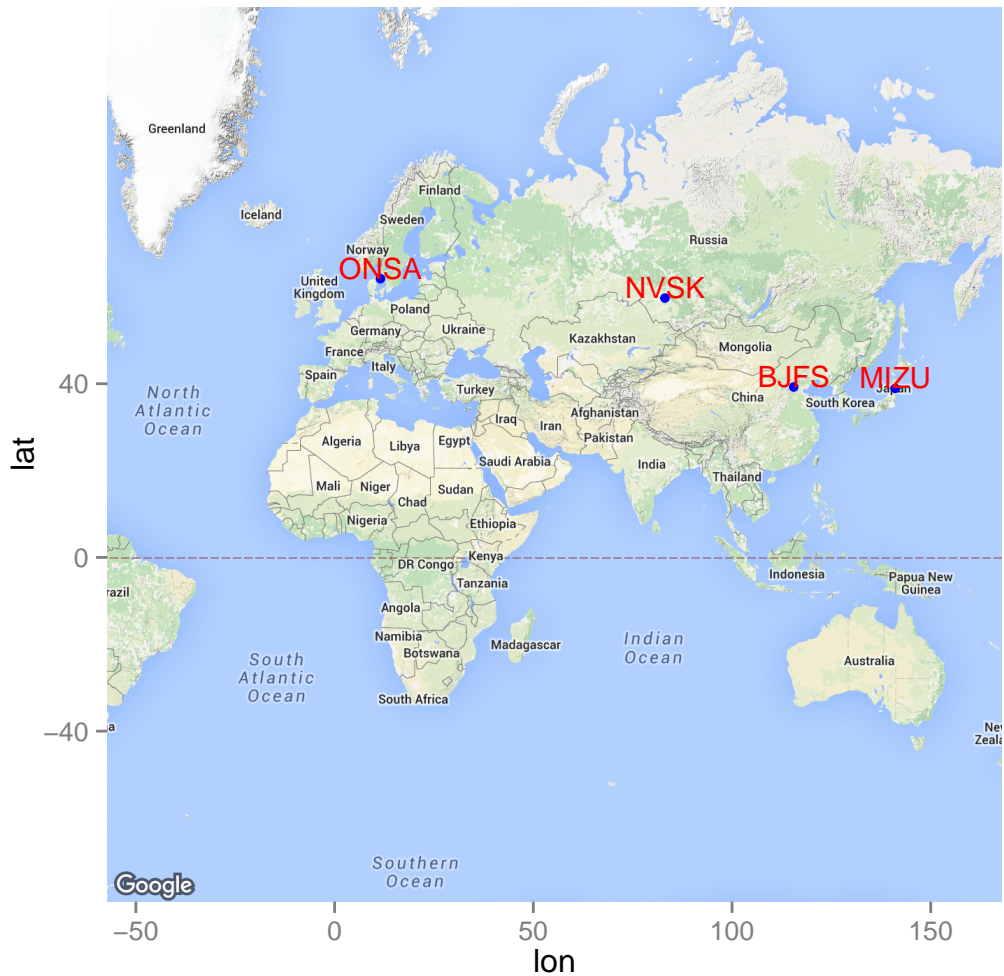 Greenland
Iceland
Finland
Sweden
Norway
Russia
ONSA
United
Kingdom
NVSK
Poland
Germany
Ukraine
Kazakhstan
Mongolia
France
Italy
Spain
Turkey
BJFS
MIZU
Japan
China
South Korea
40
North
Atlantic
Ocean
Afghanistan
Iraq
Iran
Pakistan
Algeria
Libya
Egypt
Saudi Arabia
India
Thailand
Mali
Niger
Sudan
Chad
Nigeria
Ethiopia
lat
0
DR Congo
Kenya
Indonesia
Papua New
Guinea
Tanzania
razil
Angola
Namibia
Botswana
Madagascar
Indian
Ocean
South
Atlantic
Ocean
Australia
South Africa
a
−40
Nev
Zeala
Southern
Ocean
Google
−50
0
50
100
150
lon